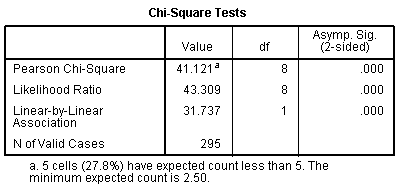 Chi-Square Tests
Value df Asymp. Sig. (2-sided)
Pearson Chi-Square 41.121a 8 .000
Likelihood Ratio 43.309 8 .000
Linear-by-Linear Association 31.737 1 .000
N of Valid Cases 295
a. 5 cells (27.8%) have expected count less than 5. The
minimum expected count is 2.50.